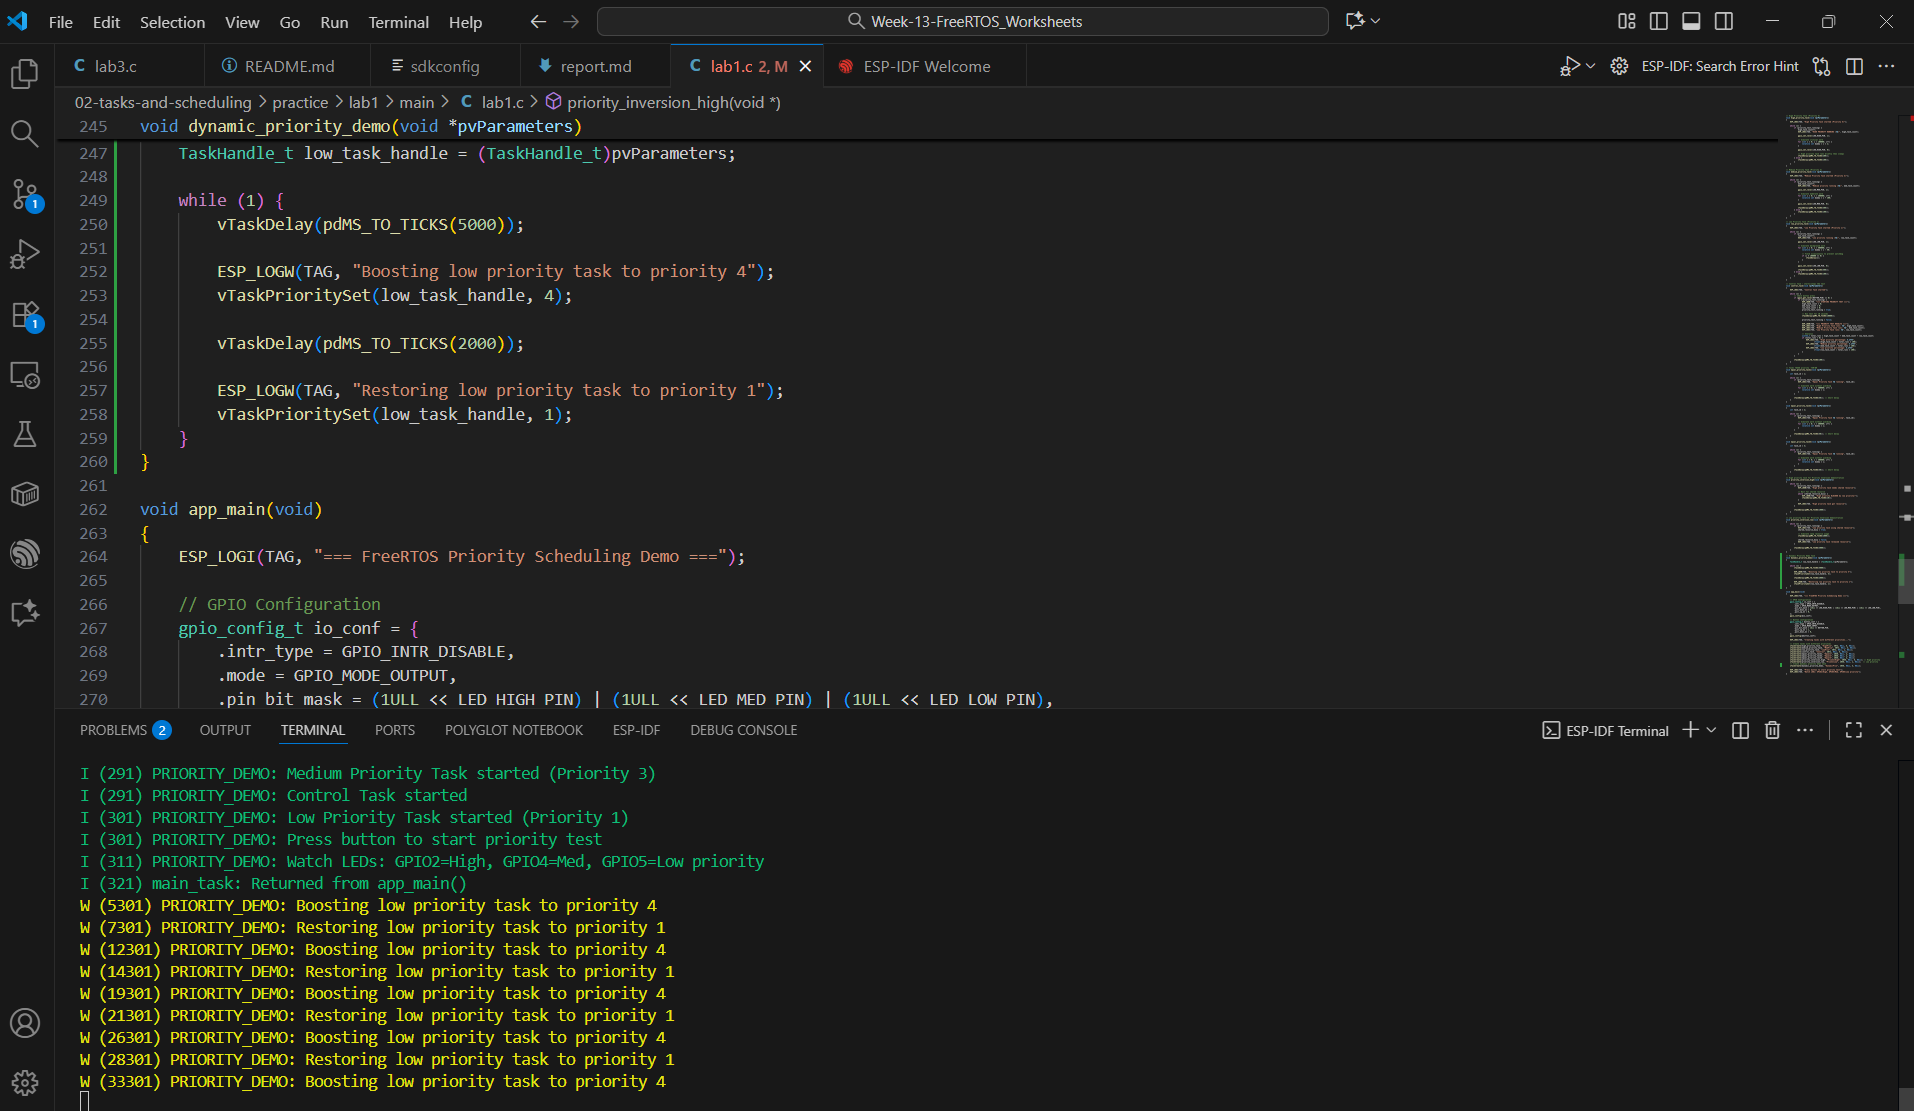 File Edit Selection View Go Run Terminal Help
Week-13-FreeRTOS_Worksheets
C lab3.c
README.md
sdkconfig
report.md
C lab1.c 2, M
ESP-IDF Welcome
ESP-IDF: Search Error Hint
02-tasks-and-scheduling > practice > lab1 > main > C lab1.c > priority_inversion_high(void *)
245 void dynamic_priority_demo(void *pvParameters)
247 TaskHandle_t low_task_handle = (TaskHandle_t)pvParameters;
248
249 while (1) {
250 vTaskDelay(pdMS_TO_TICKS(5000));
251
252 ESP_LOGW(TAG, "Boosting low priority task to priority 4");
253 vTaskPrioritySet(low_task_handle, 4);
254
255 vTaskDelay(pdMS_TO_TICKS(2000));
256
257 ESP_LOGW(TAG, "Restoring low priority task to priority 1");
258 vTaskPrioritySet(low_task_handle, 1);
259 }
260 }
261
262 void app_main(void)
263 {
264 ESP_LOGI(TAG, "=== FreeRTOS Priority Scheduling Demo ===");
265
266 // GPIO Configuration
267 gpio_config_t io_conf = {
268 .intr_type = GPIO_INTR_DISABLE,
269 .mode = GPIO_MODE_OUTPUT,
270 .pin_bit_mask = (1ULL << LED_HIGH_PIN) | (1ULL << LED_MED_PIN) | (1ULL << LED_LOW_PIN),
1
1
PROBLEMS 2 OUTPUT TERMINAL PORTS POLYGLOT NOTEBOOK ESP-IDF DEBUG CONSOLE
ESP-IDF Terminal
I (291) PRIORITY_DEMO: Medium Priority Task started (Priority 3)
I (291) PRIORITY_DEMO: Control Task started
I (301) PRIORITY_DEMO: Low Priority Task started (Priority 1)
I (301) PRIORITY_DEMO: Press button to start priority test
I (311) PRIORITY_DEMO: Watch LEDs: GPIO2=High, GPIO4=Med, GPIO5=Low priority
I (321) main_task: Returned from app_main()
W (5301) PRIORITY_DEMO: Boosting low priority task to priority 4
W (7301) PRIORITY_DEMO: Restoring low priority task to priority 1
W (12301) PRIORITY_DEMO: Boosting low priority task to priority 4
W (14301) PRIORITY_DEMO: Restoring low priority task to priority 1
W (19301) PRIORITY_DEMO: Boosting low priority task to priority 4
W (21301) PRIORITY_DEMO: Restoring low priority task to priority 1
W (26301) PRIORITY_DEMO: Boosting low priority task to priority 4
W (28301) PRIORITY_DEMO: Restoring low priority task to priority 1
W (33301) PRIORITY_DEMO: Boosting low priority task to priority 4